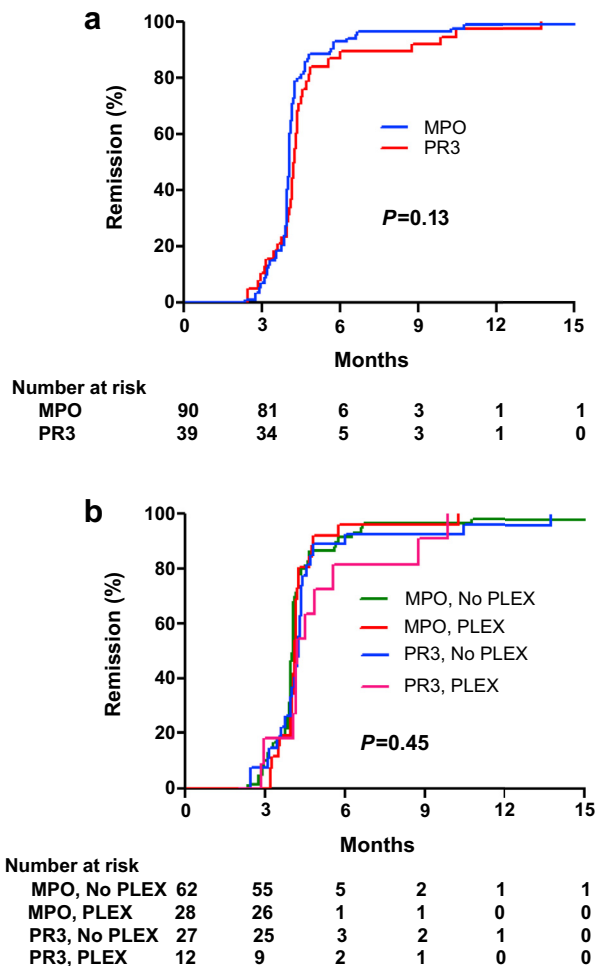 a
Remission (%)
100
80
60
40
20
0
MPO
PR3
P=0.13
0 3 6 9 12 15
Months
Number at risk
MPO 90 81 6 3 1 1
PR3 39 34 5 3 1 0
b
Remission (%)
100
80
60
40
20
0
MPO, No PLEX
MPO, PLEX
PR3, No PLEX
PR3, PLEX
P=0.45
0 3 6 9 12 15
Months
Number at risk
MPO, No PLEX 62 55 5 2 1 1
MPO, PLEX 28 26 1 1 0 0
PR3, No PLEX 27 25 3 2 1 0
PR3, PLEX 12 9 2 1 0 0